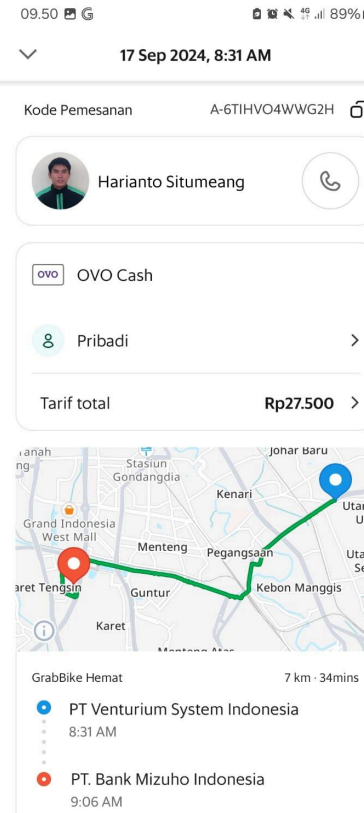 09.50 G 4G 89%
17 Sep 2024, 8:31 AM
Kode Pemesanan A-6TIHVO4WWG2H
Harianto Situmeang
OVO OVO Cash
Pribadi
Tarif total Rp27.500
Johar Baru
Stasiun
Gondangdia
Kenari
Grand Indonesia
West Mall
Menteng
Pegangsaan
Tengsin
Guntur
Kebon Manggis
Karet
GrabBike Hemat 7 km · 34mins
PT Venturium System Indonesia
8:31 AM
PT. Bank Mizuho Indonesia
9:06 AM